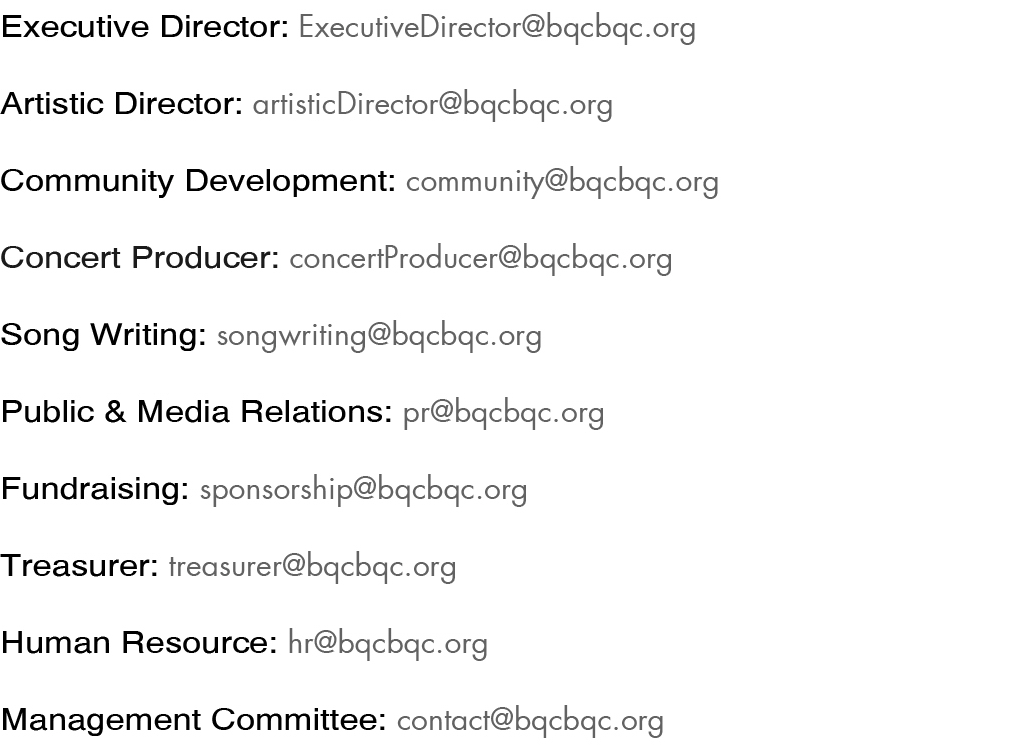 Executive Director: ExecutiveDirector@bqcbqc.org
Artistic Director: artisticDirector@bqcbqc.org
Community Development: community@bqcbqc.org
Concert Producer: concertProducer@bqcbqc.org
Song Writing: songwriting@bqcbqc.org
Public & Media Relations: pr@bqcbqc.org
Fundraising: sponsorship@bqcbqc.org
Treasurer: treasurer@bqcbqc.org
Human Resource: hr@bqcbqc.org
Management Committee: contact@bqcbqc.org